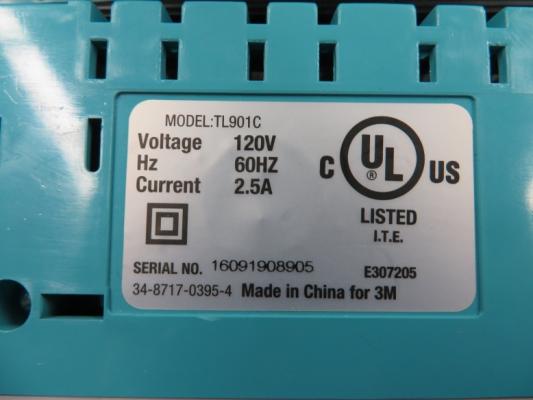 MODEL:TL901C
Voltage 120V
Hz 60HZ
Current 2.5A
C UL ® US
LISTED
I.T.E.
SERIAL NO. 16091908905 E307205
34-8717-0395-4 Made in China for 3M